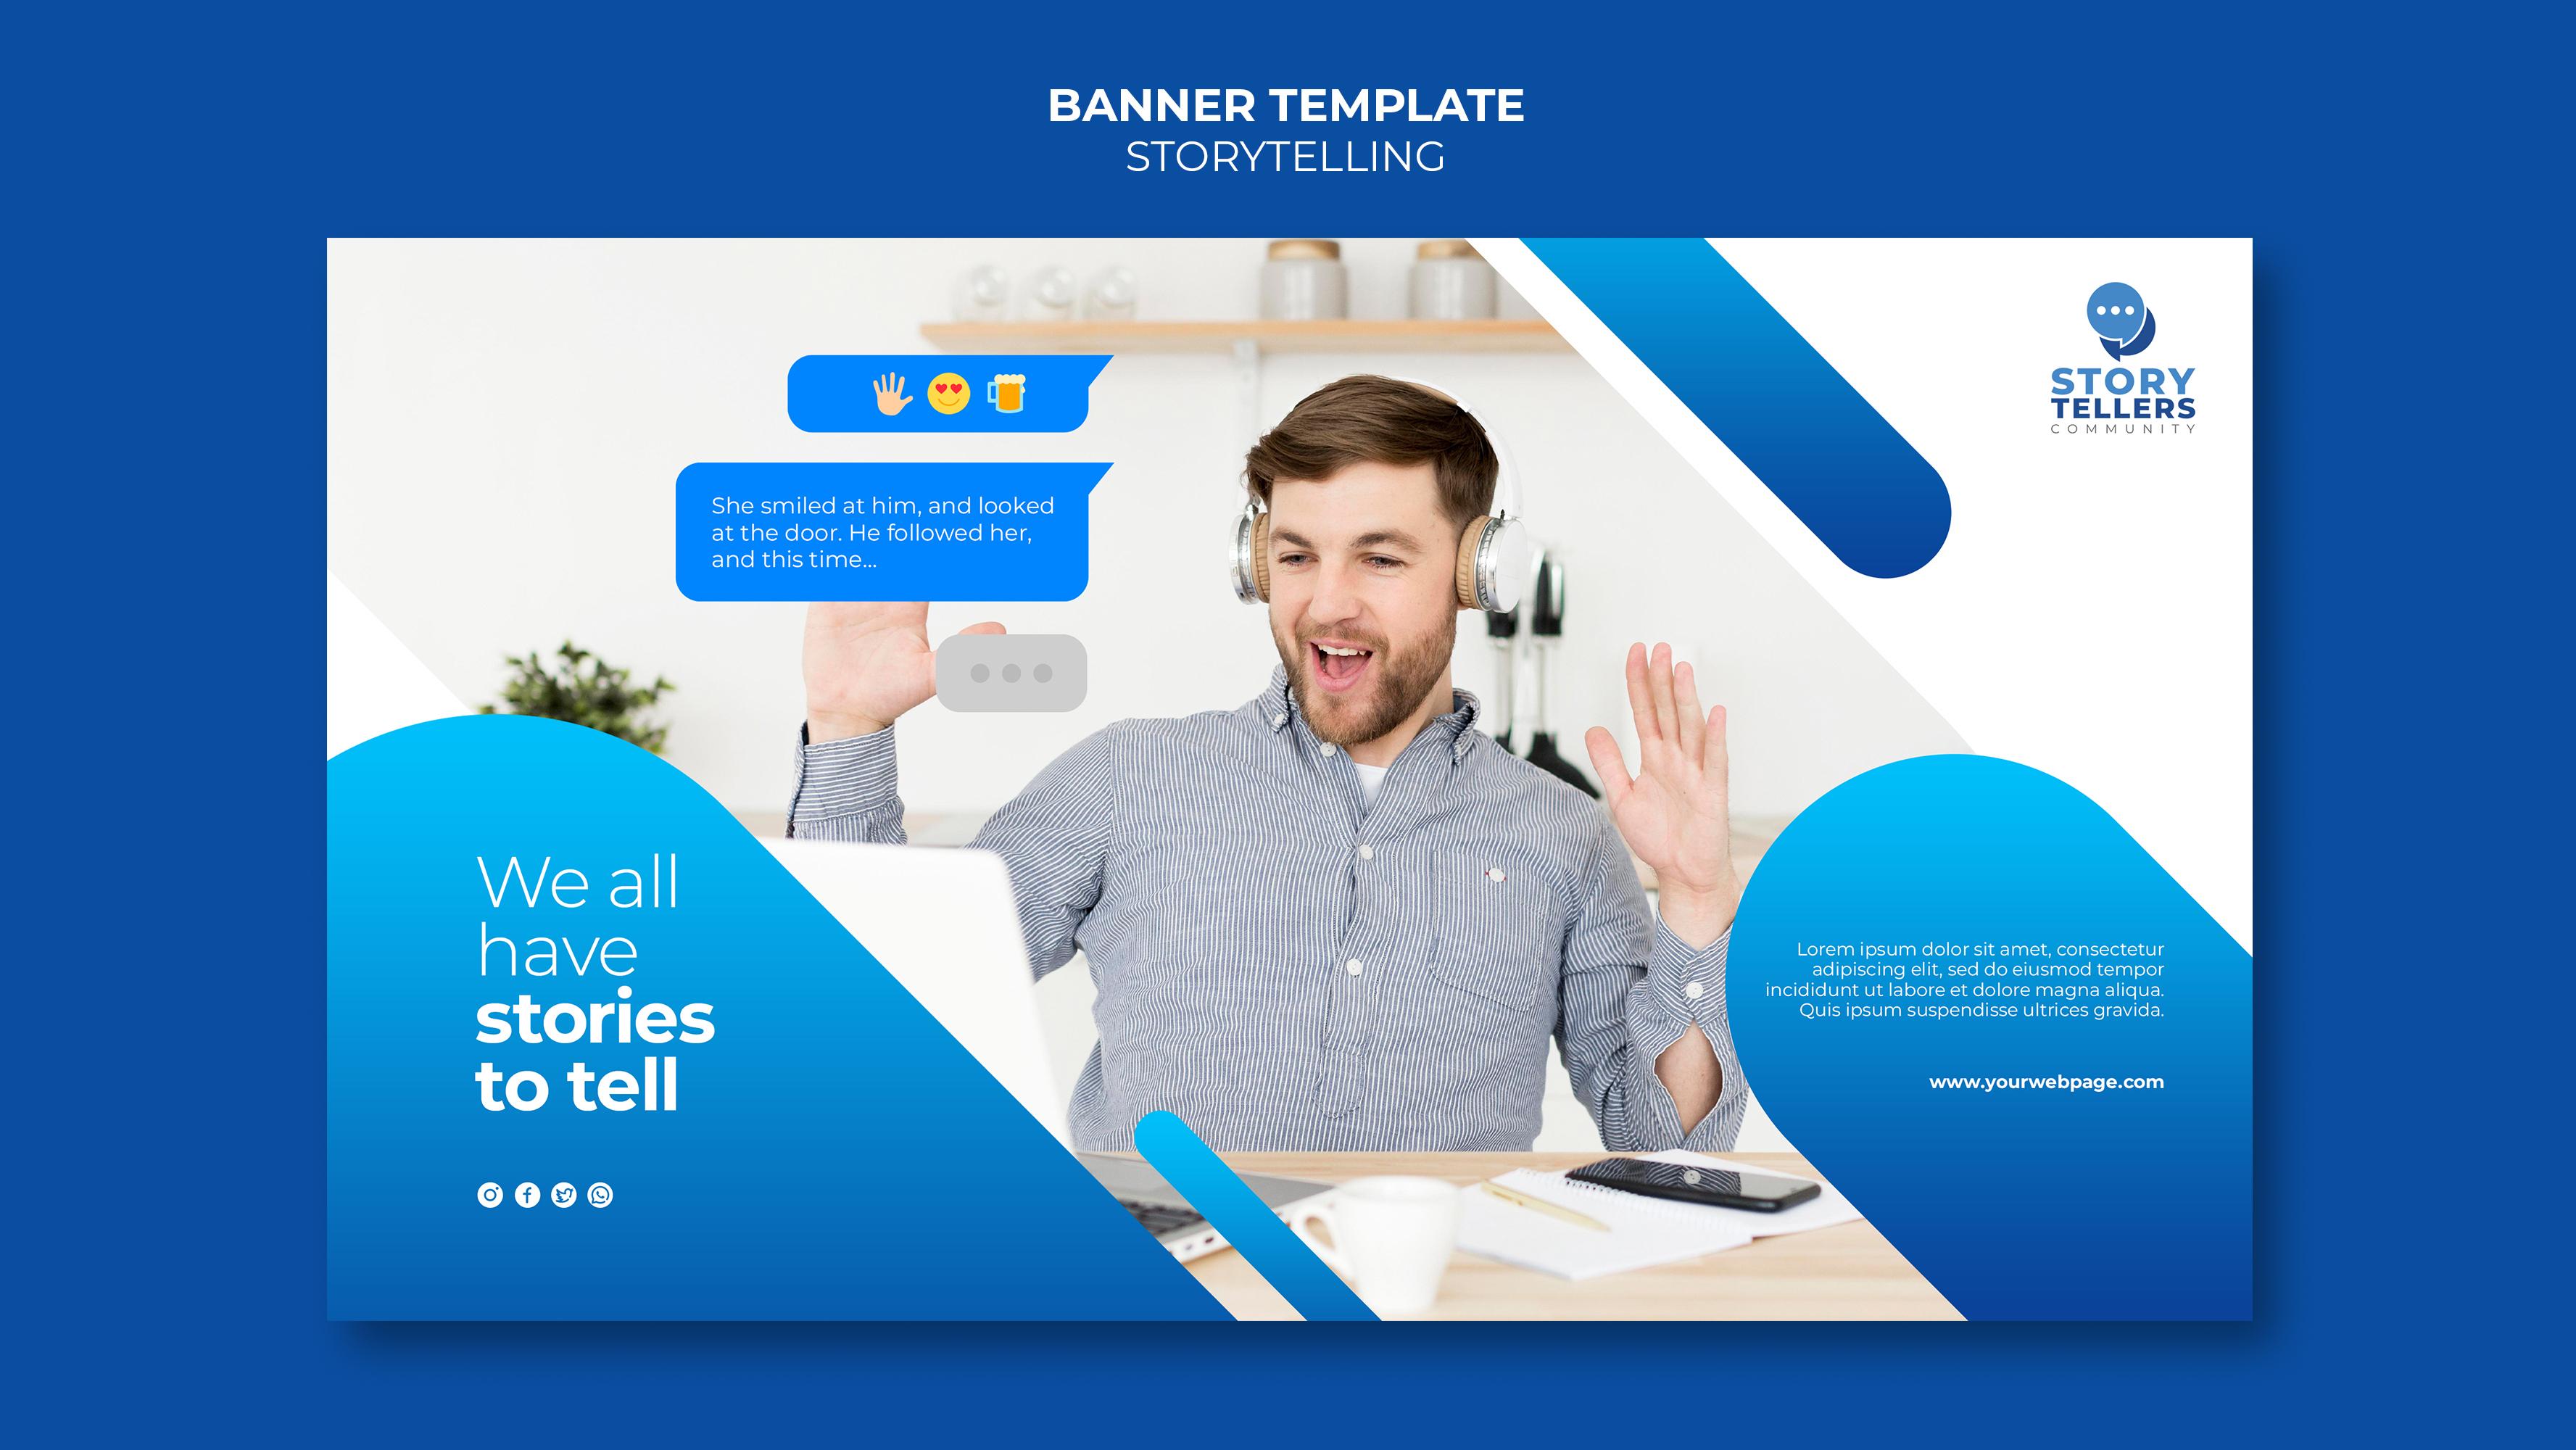 BANNER TEMPLATE
STORYTELLING
STORY
TELLERS
COMMUNITY
She smiled at him, and looked
at the door. He followed her,
and this time...
We all
have
stories
to tell
Lorem ipsum dolor sit amet, consectetur
adipiscing elit, sed do eiusmod tempor
incididunt ut labore et dolore magna aliqua.
Quis ipsum suspendisse ultrices gravida.
www.yourwebpage.com